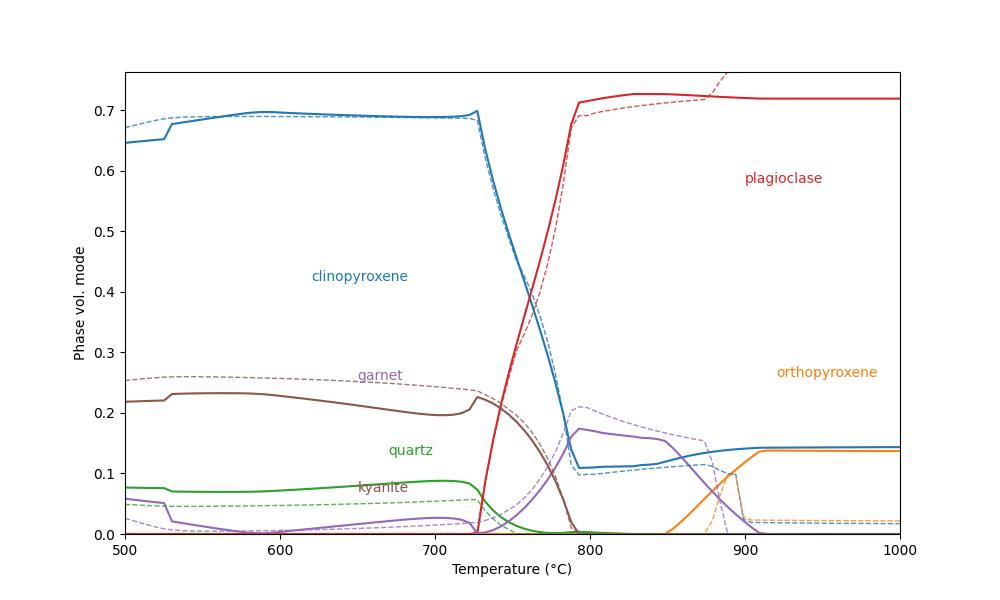 0.7
0.6
0.5
0.4
0.3
0.2
0.1
0.0
Phase vol. mode
plagioclase
clinopyroxene
garnet
orthopyroxene
quartz
kyanite
500 600 700 800 900 1000
Temperature (°C)